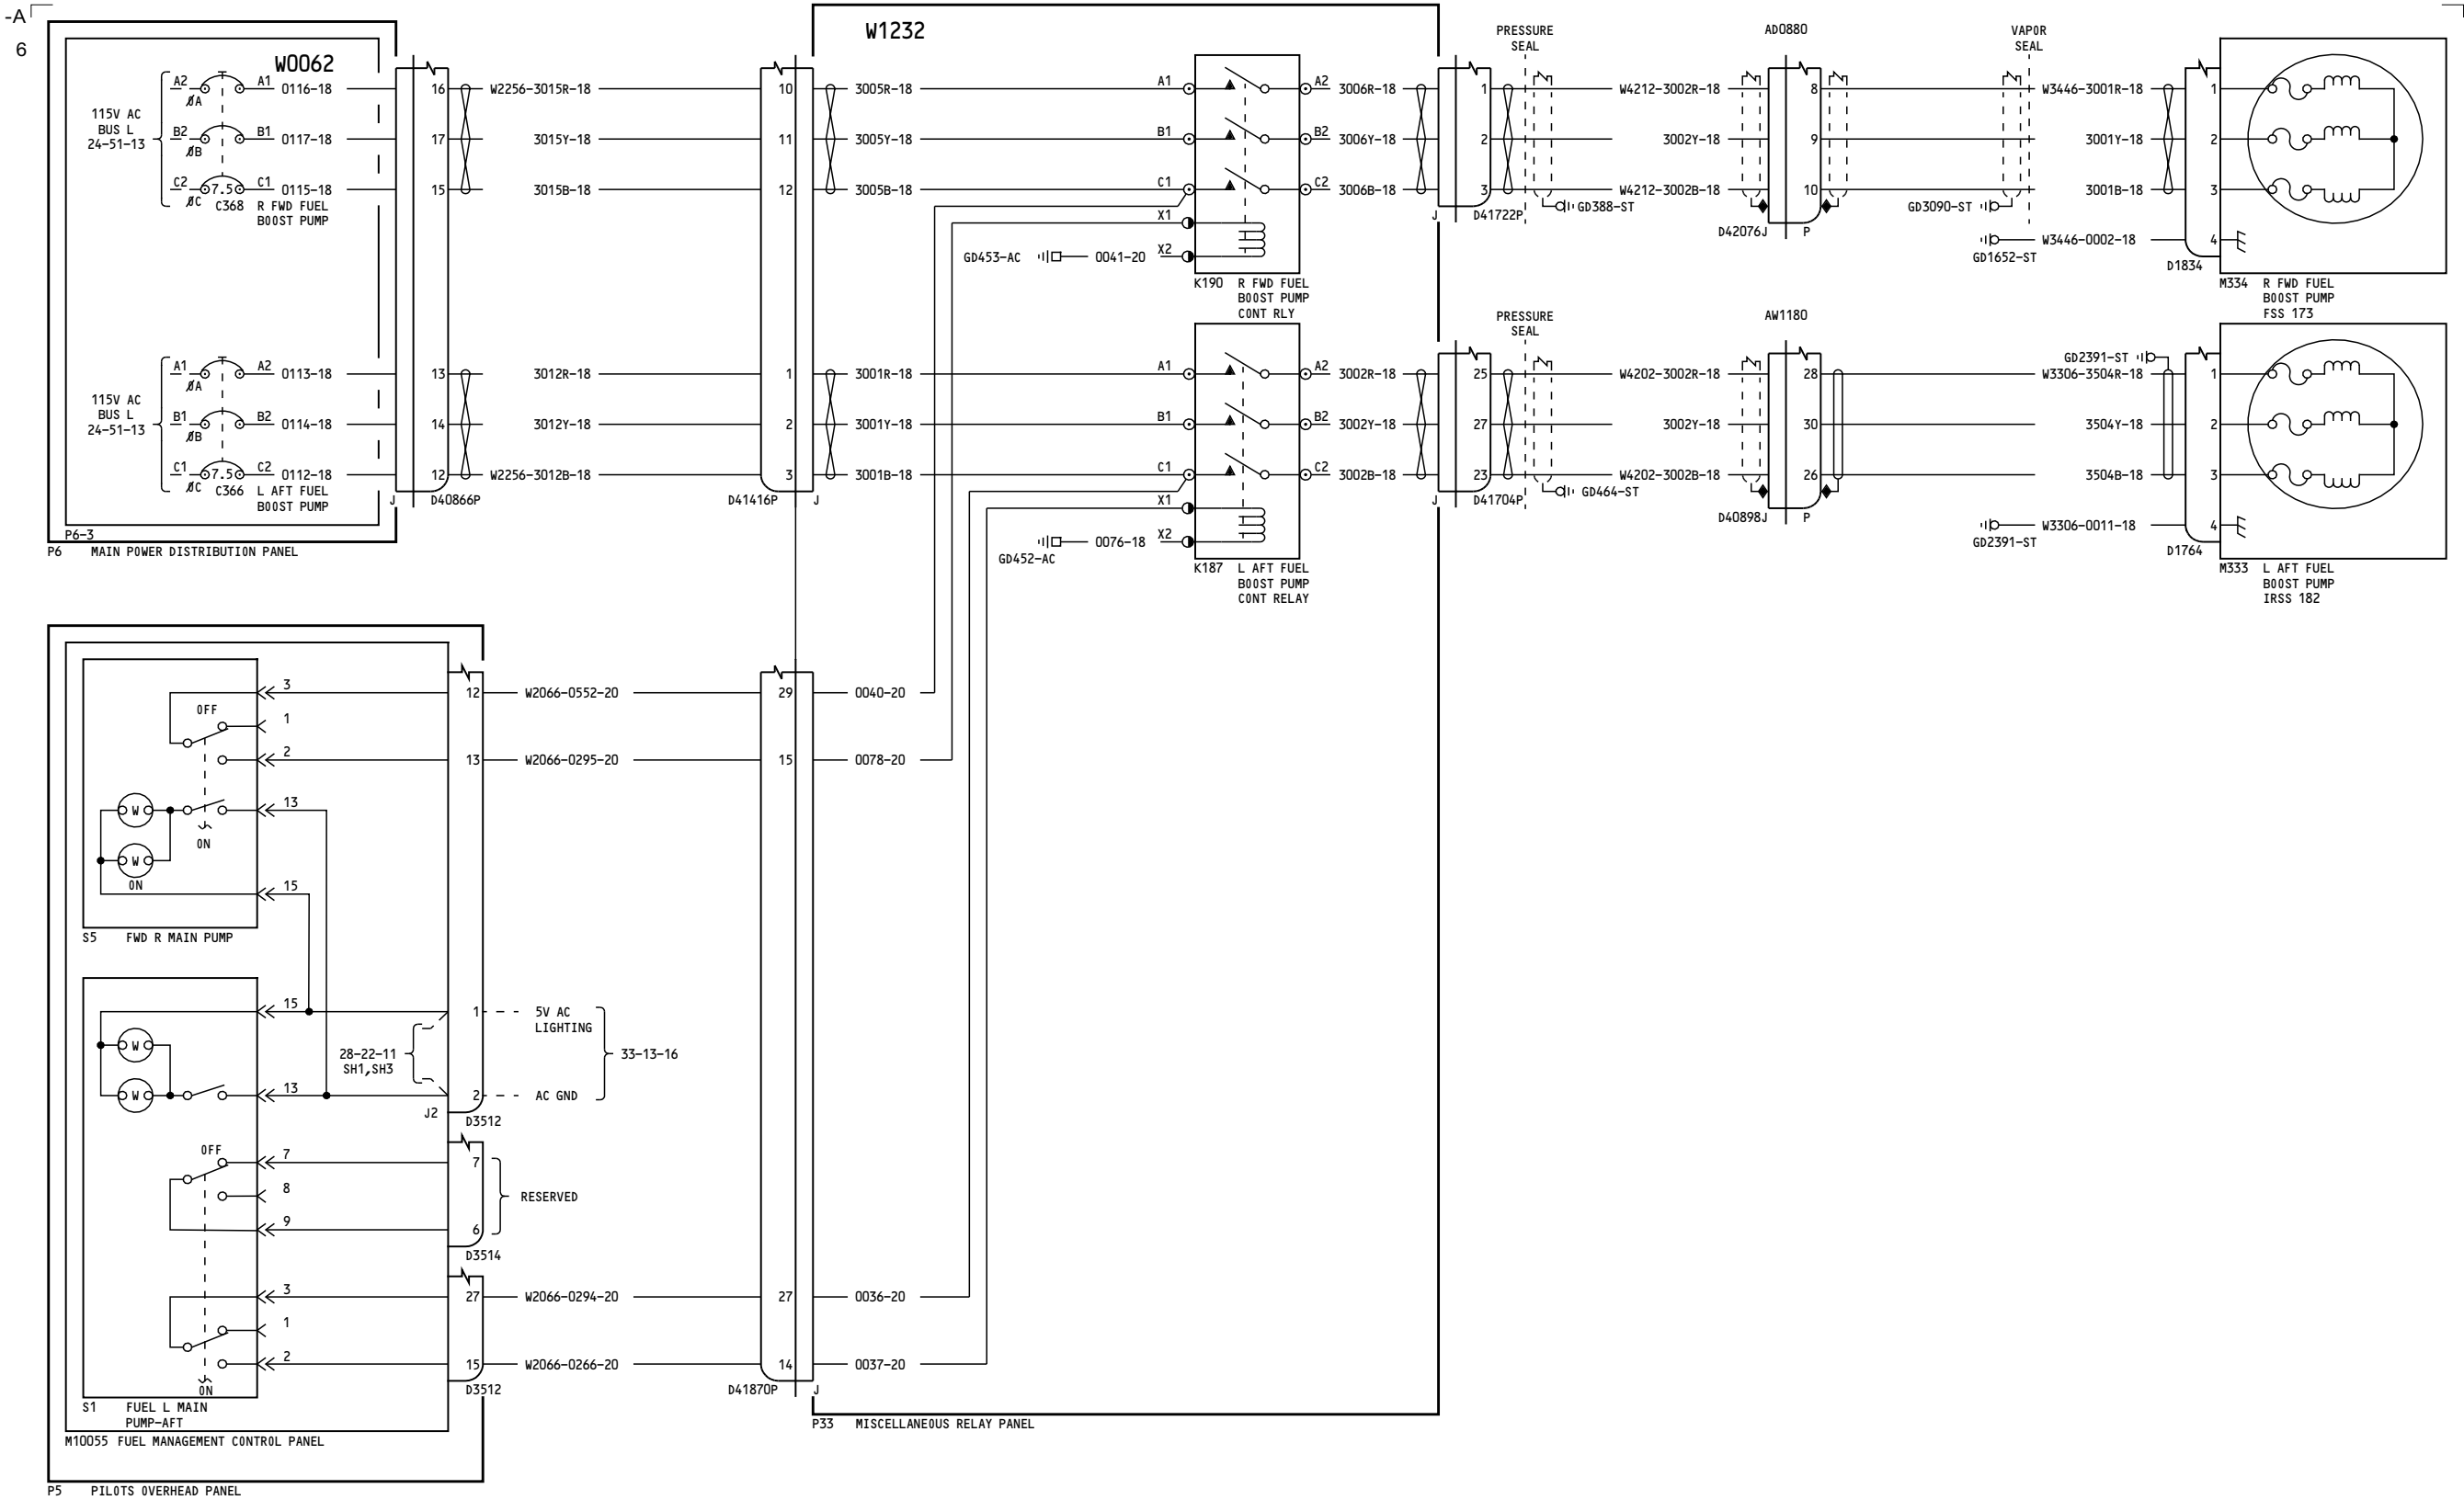 -A
6
W0062
W1232
PRESSURE
SEAL
AD0880
VAPOR
SEAL
115V AC
BUS L
24-51-13
A2
ØA
A1
0116-18
16
W2256-3015R-18
10
3005R-18
A1
A2
3006R-18
1
W4212-3002R-18
8
W3446-3001R-18
1
B2
ØB
B1
0117-18
17
3015Y-18
11
3005Y-18
B1
B2
3006Y-18
2
3002Y-18
9
3001Y-18
2
C2
ØC
7.5
C1
0115-18
15
3015B-18
12
3005B-18
C1
C2
3006B-18
3
W4212-3002B-18
10
3001B-18
3
C368
R FWD FUEL
BOOST PUMP
X1
J
D41722P
GD388-ST
D42076J
P
GD3090-ST
GD453-AC
0041-20
X2
GD1652-ST
W3446-0002-18
4
D1834
K190
R FWD FUEL
BOOST PUMP
CONT RLY
M334
R FWD FUEL
BOOST PUMP
FSS 173
PRESSURE
SEAL
AW1180
GD2391-ST
115V AC
BUS L
24-51-13
A1
ØA
A2
0113-18
13
3012R-18
1
3001R-18
A1
A2
3002R-18
25
W4202-3002R-18
28
W3306-3504R-18
1
B1
ØB
B2
0114-18
14
3012Y-18
2
3001Y-18
B1
B2
3002Y-18
27
3002Y-18
30
3504Y-18
2
C1
ØC
7.5
C2
0112-18
12
W2256-3012B-18
3
3001B-18
C1
C2
3002B-18
23
W4202-3002B-18
26
3504B-18
3
C366
L AFT FUEL
BOOST PUMP
J
D40866P
D41416P
J
X1
J
D41704P
GD464-ST
D40898J
P
P6-3
P6
MAIN POWER DISTRIBUTION PANEL
GD452-AC
0076-18
X2
GD2391-ST
W3306-0011-18
4
D1764
K187
L AFT FUEL
BOOST PUMP
CONT RELAY
M333
L AFT FUEL
BOOST PUMP
IRSS 182
3
12
W2066-0552-20
29
0040-20
OFF
1
2
13
W2066-0295-20
15
0078-20
W
13
ON
W
ON
15
S5
FWD R MAIN PUMP
15
1
5V AC
LIGHTING
W
28-22-11
SH1,SH3
33-13-16
W
13
2
AC GND
J2
D3512
OFF
7
7
8
RESERVED
9
6
D3514
3
27
W2066-0294-20
27
0036-20
1
2
15
W2066-0266-20
14
0037-20
ON
D3512
D41870P
J
S1
FUEL L MAIN
PUMP-AFT
P33
MISCELLANEOUS RELAY PANEL
M10055 FUEL MANAGEMENT CONTROL PANEL
P5
PILOTS OVERHEAD PANEL